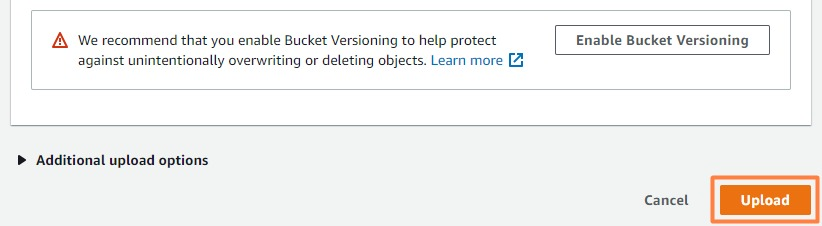 We recommend that you enable Bucket Versioning to help protect
against unintentionally overwriting or deleting objects. Learn more
Enable Bucket Versioning
Additional upload options
Cancel
Upload